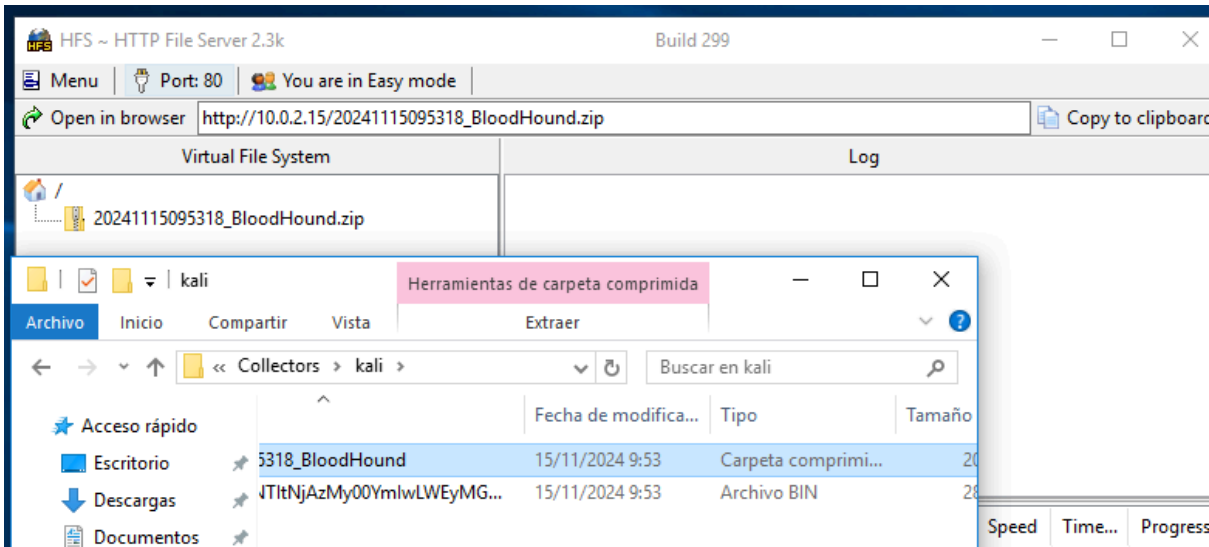 HFS ~ HTTP File Server 2.3k Build 299
Menu Port: 80 You are in Easy mode
Open in browser http://10.0.2.15/20241115095318_BloodHound.zip Copy to clipboard
Virtual File System Log
/
20241115095318_BloodHound.zip
kali Herramientas de carpeta comprimida
Archivo Inicio Compartir Vista Extraer
« Collectors > kali > Buscar en kali
Fecha de modifica... Tipo Tamaño
Acceso rápido
Escritorio 5318_BloodHound 15/11/2024 9:53 Carpeta comprimi... 20
Descargas 15/11/2024 9:53 Archivo BIN 28
Documentos
Speed Time... Progress